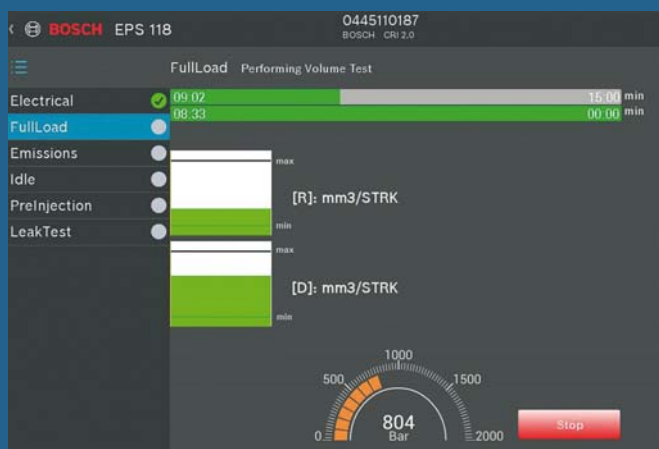 BOSCH EPS 118
0445110187
BOSCH CRI 2.0
FullLoad Performing Volume Test
Electrical
FullLoad
Emissions
Idle
PreInjection
LeakTest
09:02 15:00 min
08:33 00:00 min
max
[R]: mm3/STRK
min
max
[D]: mm3/STRK
min
0
500
1000
1500
2000
804
Bar
Stop